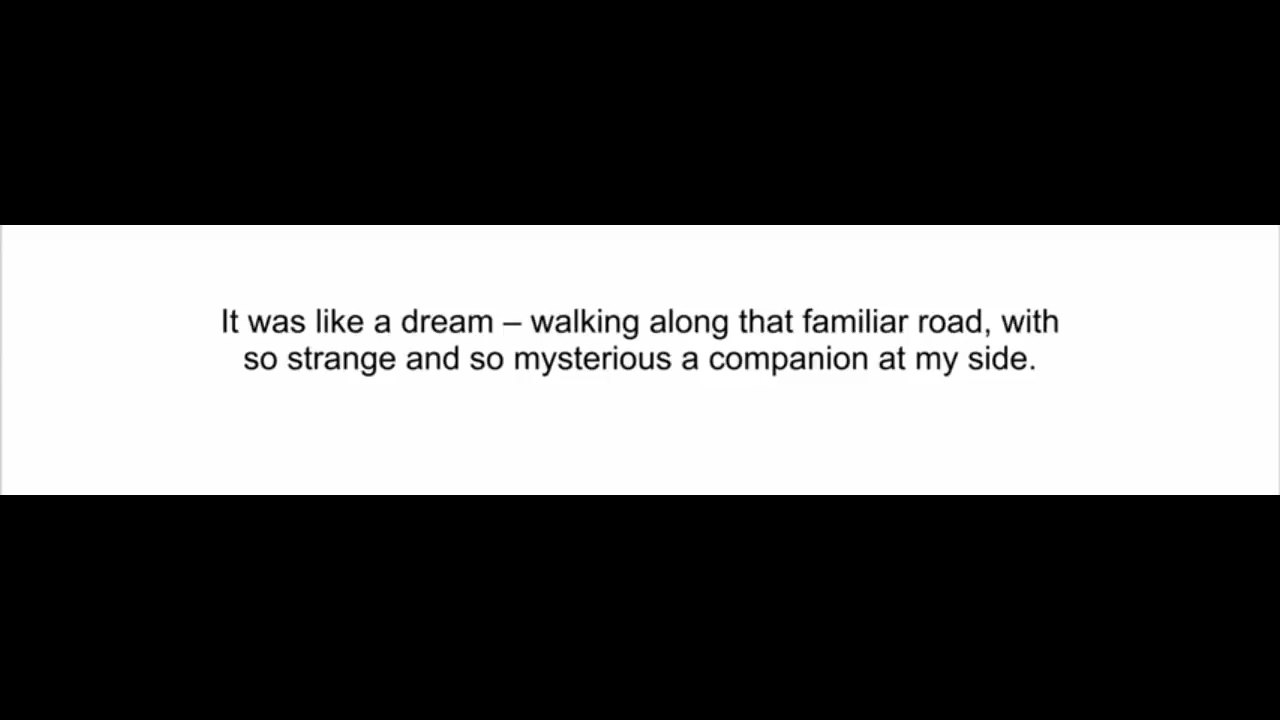 It was like a dream – walking along that familiar road, with
so strange and so mysterious a companion at my side.